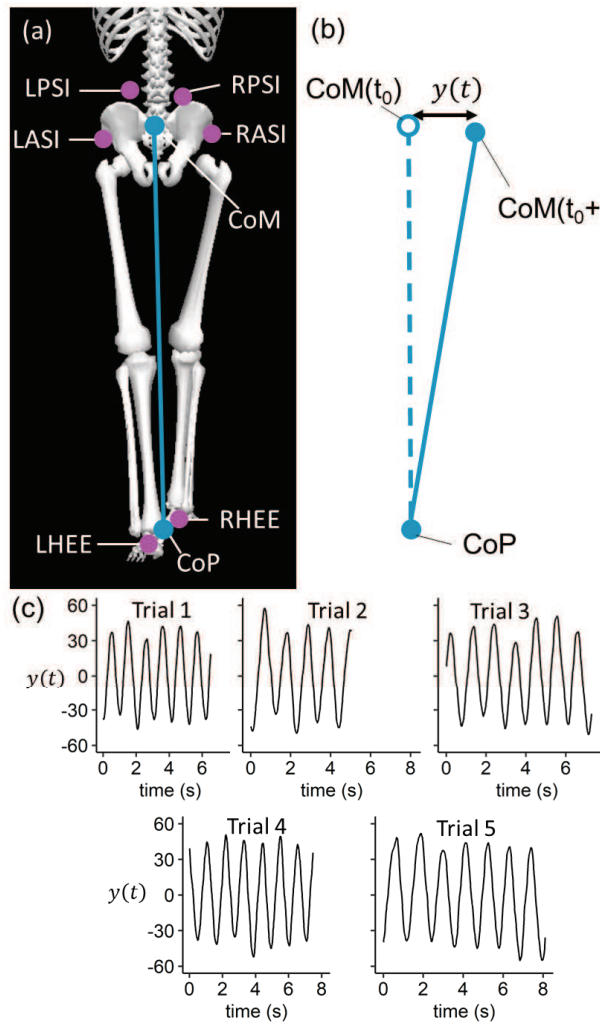 (a)
LPSI
RPSI
LASI
RASI
CoM
RHEE
LHEE
CoP
(b)
CoM(t₀)
y(t)
CoM(t₀+
CoP
(c)
Trial 1
Trial 2
Trial 3
60
30
0
-30
-60
y(t)
0 2 4 6
0 2 4 6 8
0 2 4 6
time (s)
time (s)
time (s)
Trial 4
Trial 5
60
30
0
-30
-60
y(t)
0 2 4 6 8
0 2 4 6 8
time (s)
time (s)